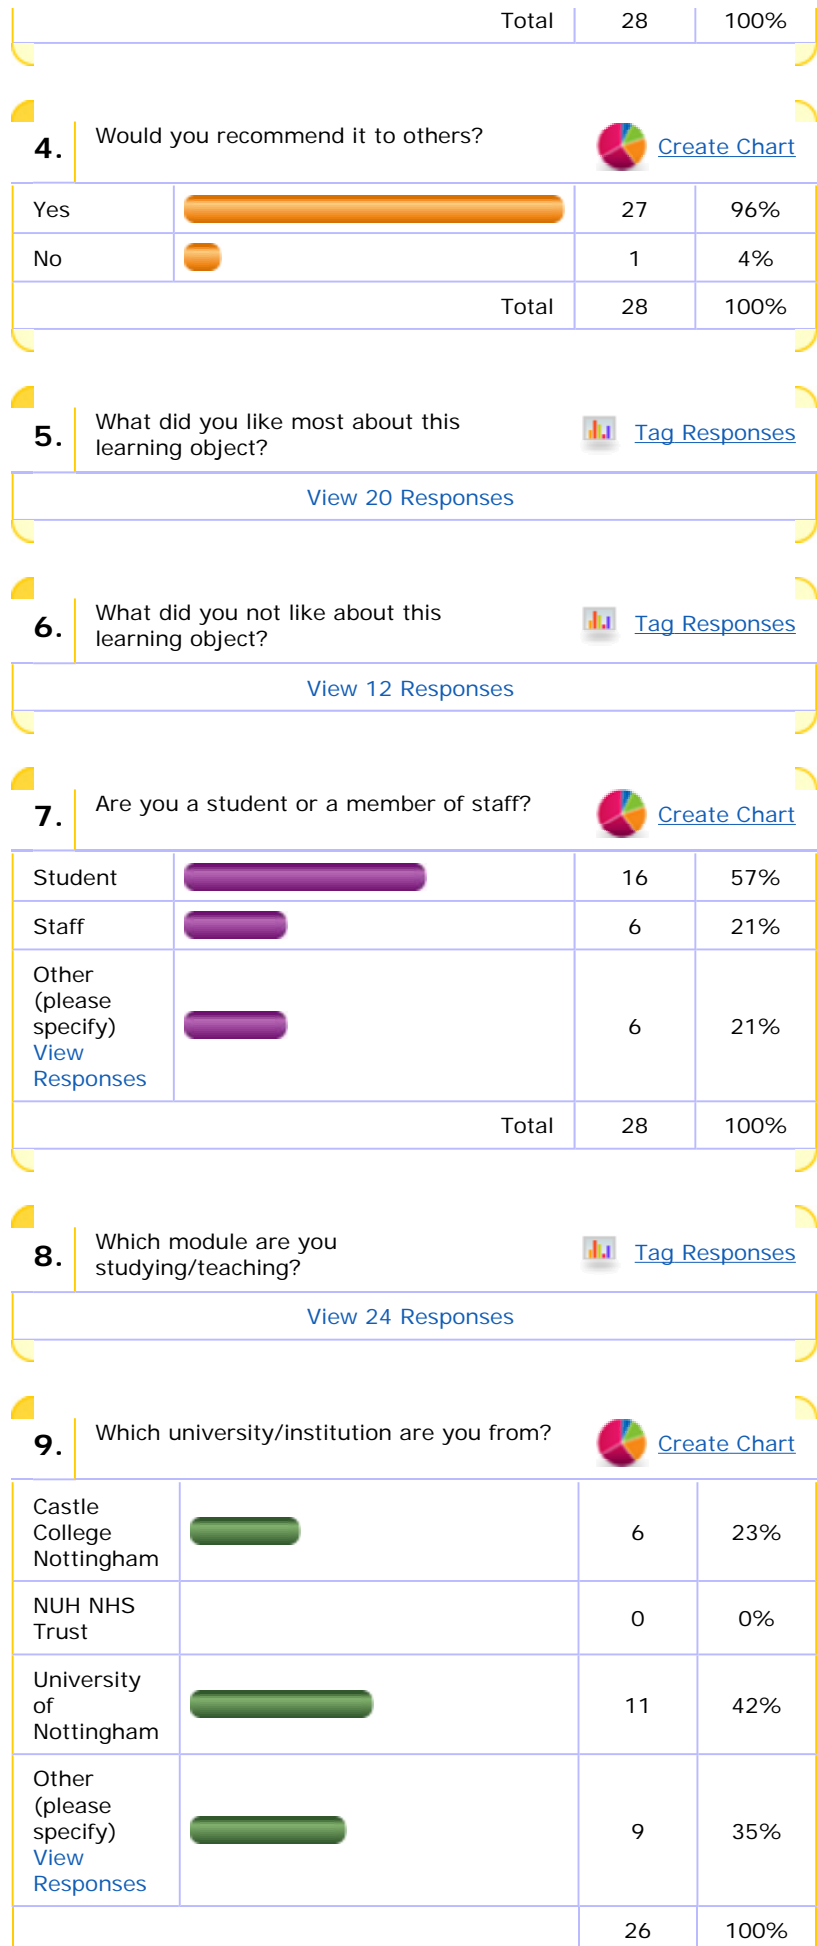 Total 28 100%
4. Would you recommend it to others? Create Chart
Yes 27 96%
No 1 4%
Total 28 100%
5. What did you like most about this
learning object?
Tag Responses
View 20 Responses
6. What did you not like about this
learning object?
Tag Responses
View 12 Responses
7. Are you a student or a member of staff? Create Chart
Student 16 57%
Staff 6 21%
Other
(please
specify)
View
Responses
6 21%
Total 28 100%
8. Which module are you
studying/teaching?
Tag Responses
View 24 Responses
9. Which university/institution are you from? Create Chart
Castle
College
Nottingham
6 23%
NUH NHS
Trust
0 0%
University
of
Nottingham
11 42%
Other
(please
specify)
View
Responses
9 35%
26 100%